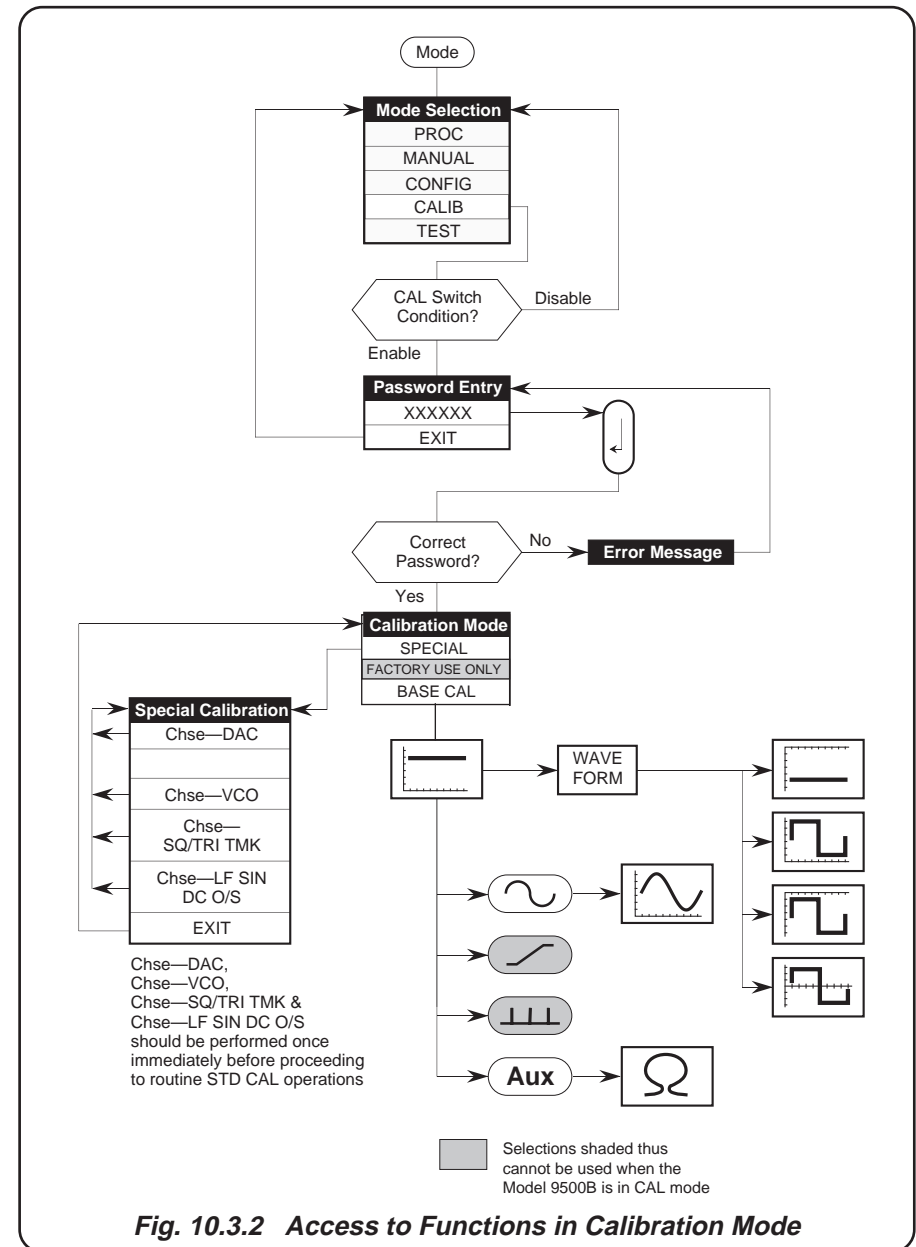 Mode
Mode Selection
PROC
MANUAL
CONFIG
CALIB
TEST
CAL Switch
Condition?
Disable
Enable
Password Entry
XXXXXX
EXIT
Correct
Password?
No
Error Message
Yes
Calibration Mode
SPECIAL
FACTORY USE ONLY
BASE CAL
Special Calibration
Chse—DAC
Chse—VCO
Chse—
SQ/TRI TMK
Chse—LF SIN
DC O/S
EXIT
WAVE
FORM
Aux
Ω
Chse—DAC,
Chse—VCO,
Chse—SQ/TRI TMK &
Chse—LF SIN DC O/S
should be performed once
immediately before proceeding
to routine STD CAL operations
Selections shaded thus
cannot be used when the
Model 9500B is in CAL mode
Fig. 10.3.2 Access to Functions in Calibration Mode